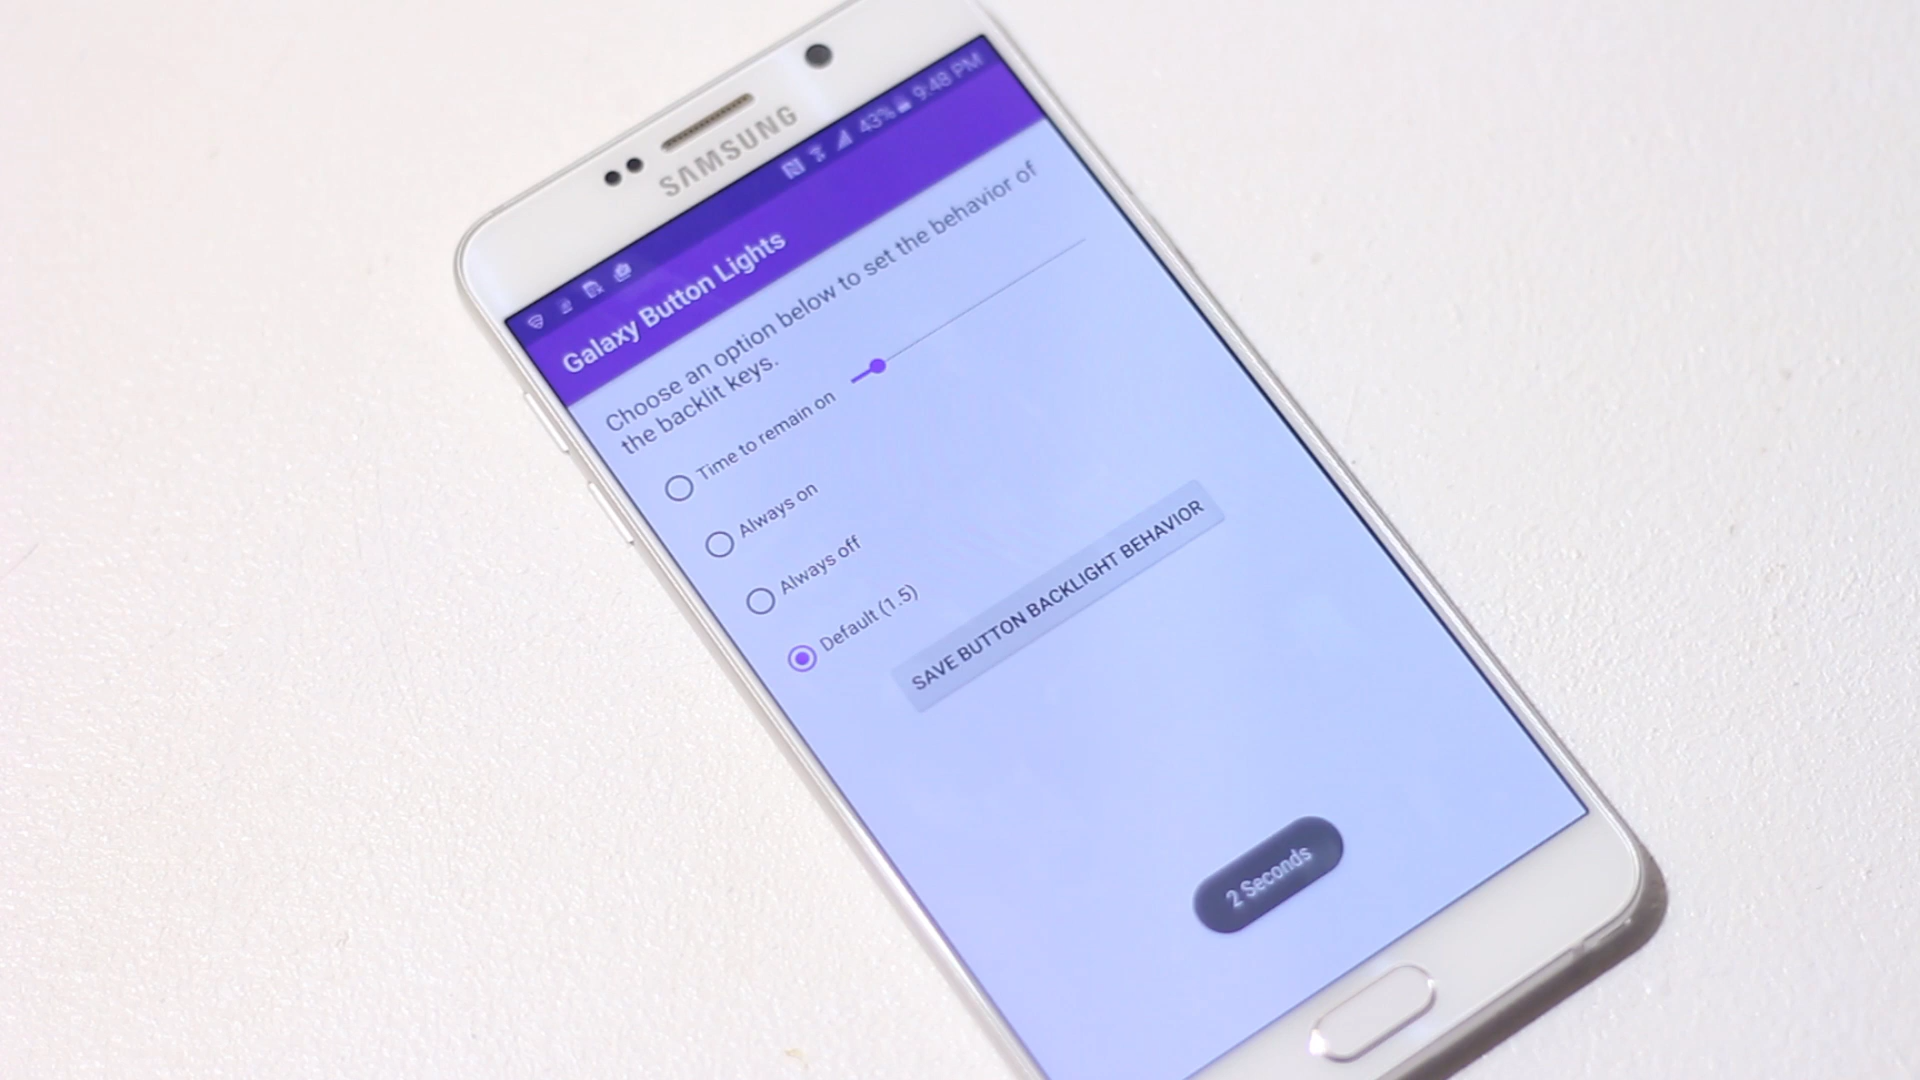 SAMSUNG
43% 9:48 PM
Galaxy Button Lights
Choose an option below to set the behavior of
the backlit keys.
Time to remain on
Always on
Always off
Default (1.5)
SAVE BUTTON BACKLIGHT BEHAVIOR
2 Seconds